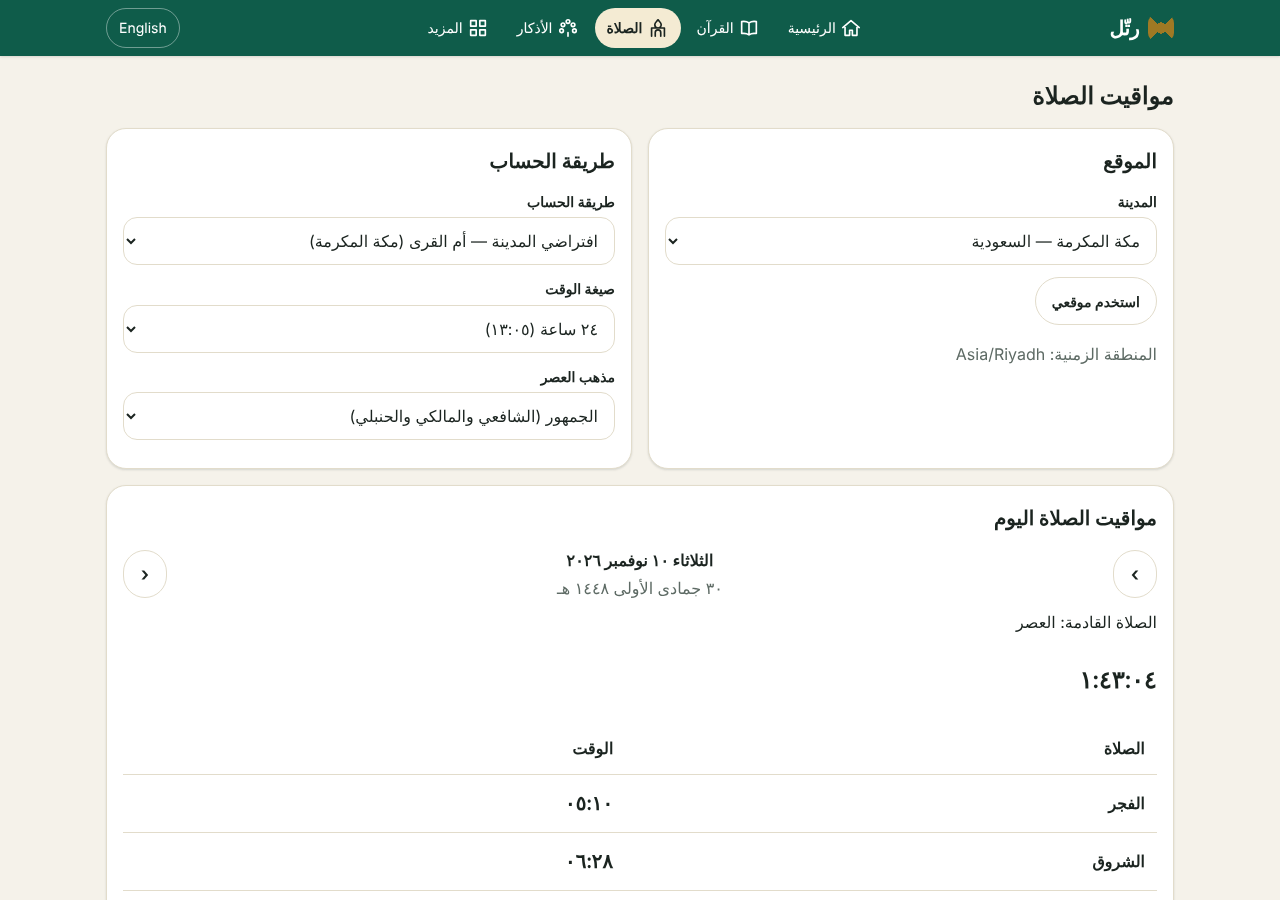 رتّل
الرئيسية
القرآن
الصلاة
الأذكار
المزيد
English
مواقيت الصلاة
الموقع
المدينة
مكة المكرمة — السعودية
استخدم موقعي
المنطقة الزمنية: Asia/Riyadh
طريقة الحساب
طريقة الحساب
افتراضي المدينة — أم القرى (مكة المكرمة)
صيغة الوقت
٢٤ ساعة (١٣:٠٥)
مذهب العصر
الجمهور (الشافعي والمالكي والحنبلي)
مواقيت الصلاة اليوم
الثلاثاء ١٠ نوفمبر ٢٠٢٦
٣٠ جمادى الأولى ١٤٤٨ هـ
الصلاة القادمة: العصر
١:٤٣:٠٤
الصلاة الوقت
الفجر ٠٥:١٠
الشروق ٠٦:٢٨